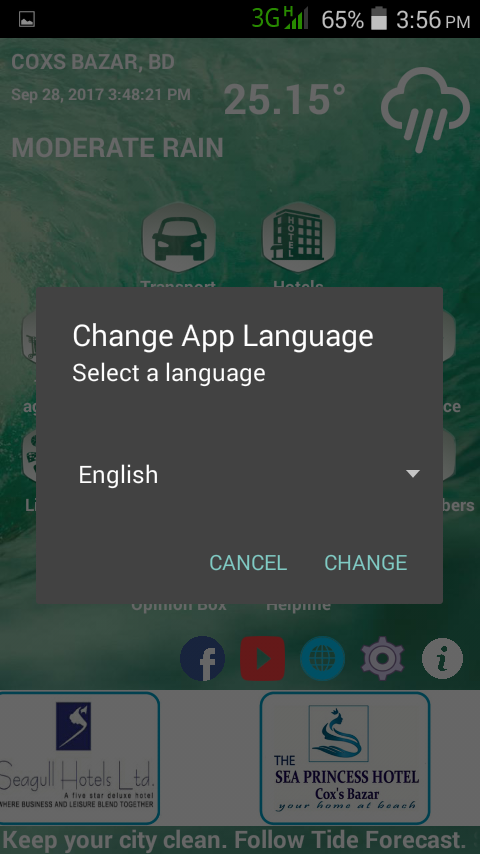 3G H 65% 3:56 PM
COXS BAZAR, BD
Sep 28, 2017 3:48:21 PM
25.15°
MODERATE RAIN
HOTEL
Transport Hotels
Change App Language
Select a language
English
CANCEL CHANGE
Opinion Box Helpline
Seagull Hotels Ltd.
A five star deluxe hotel
WHERE BUSINESS AND LEISURE BLEND TOGETHER
THE
SEA PRINCESS HOTEL
Cox's Bazar
your home at beach
Keep your city clean. Follow Tide Forecast.